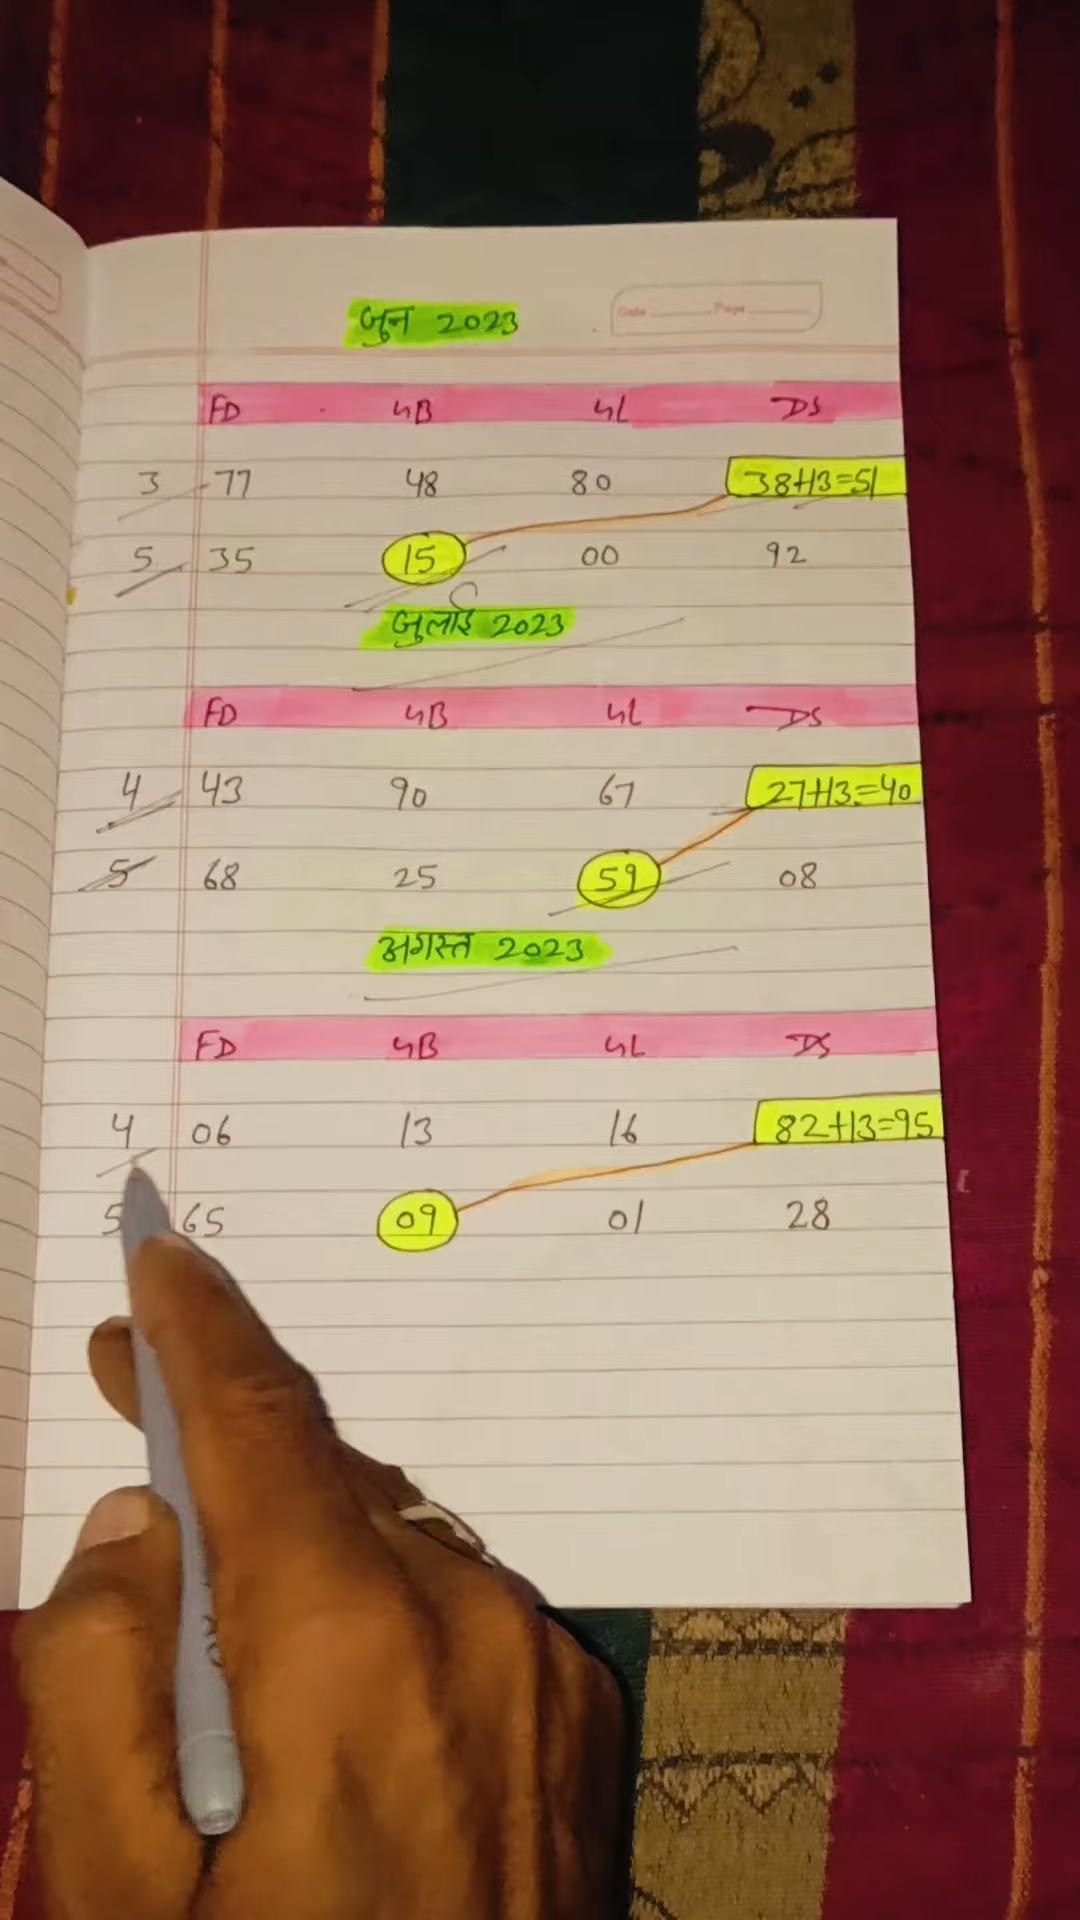 जुन 2023
Date Page
FD GB GL DS
3 77 48 80 38+13=51
5 35 15 00 92
जुलाई 2023
FD GB GL DS
4 43 90 67 27+13=40
5 68 25 59 08
अगस्त 2023
FD GB GL DS
4 06 13 16 82+13=95
5 65 09 01 28